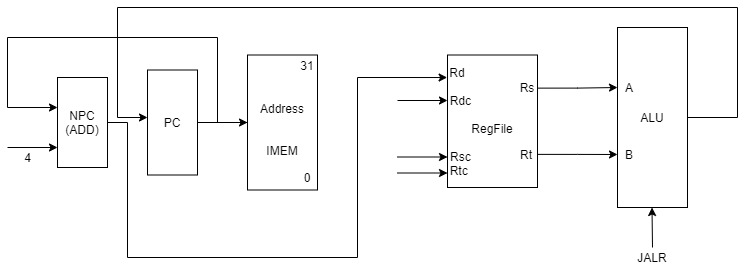 NPC
(ADD)
4
PC
31
Address
IMEM
0
Rd
Rdc
RegFile
Rsc
Rtc
Rs
Rt
A
ALU
B
JALR